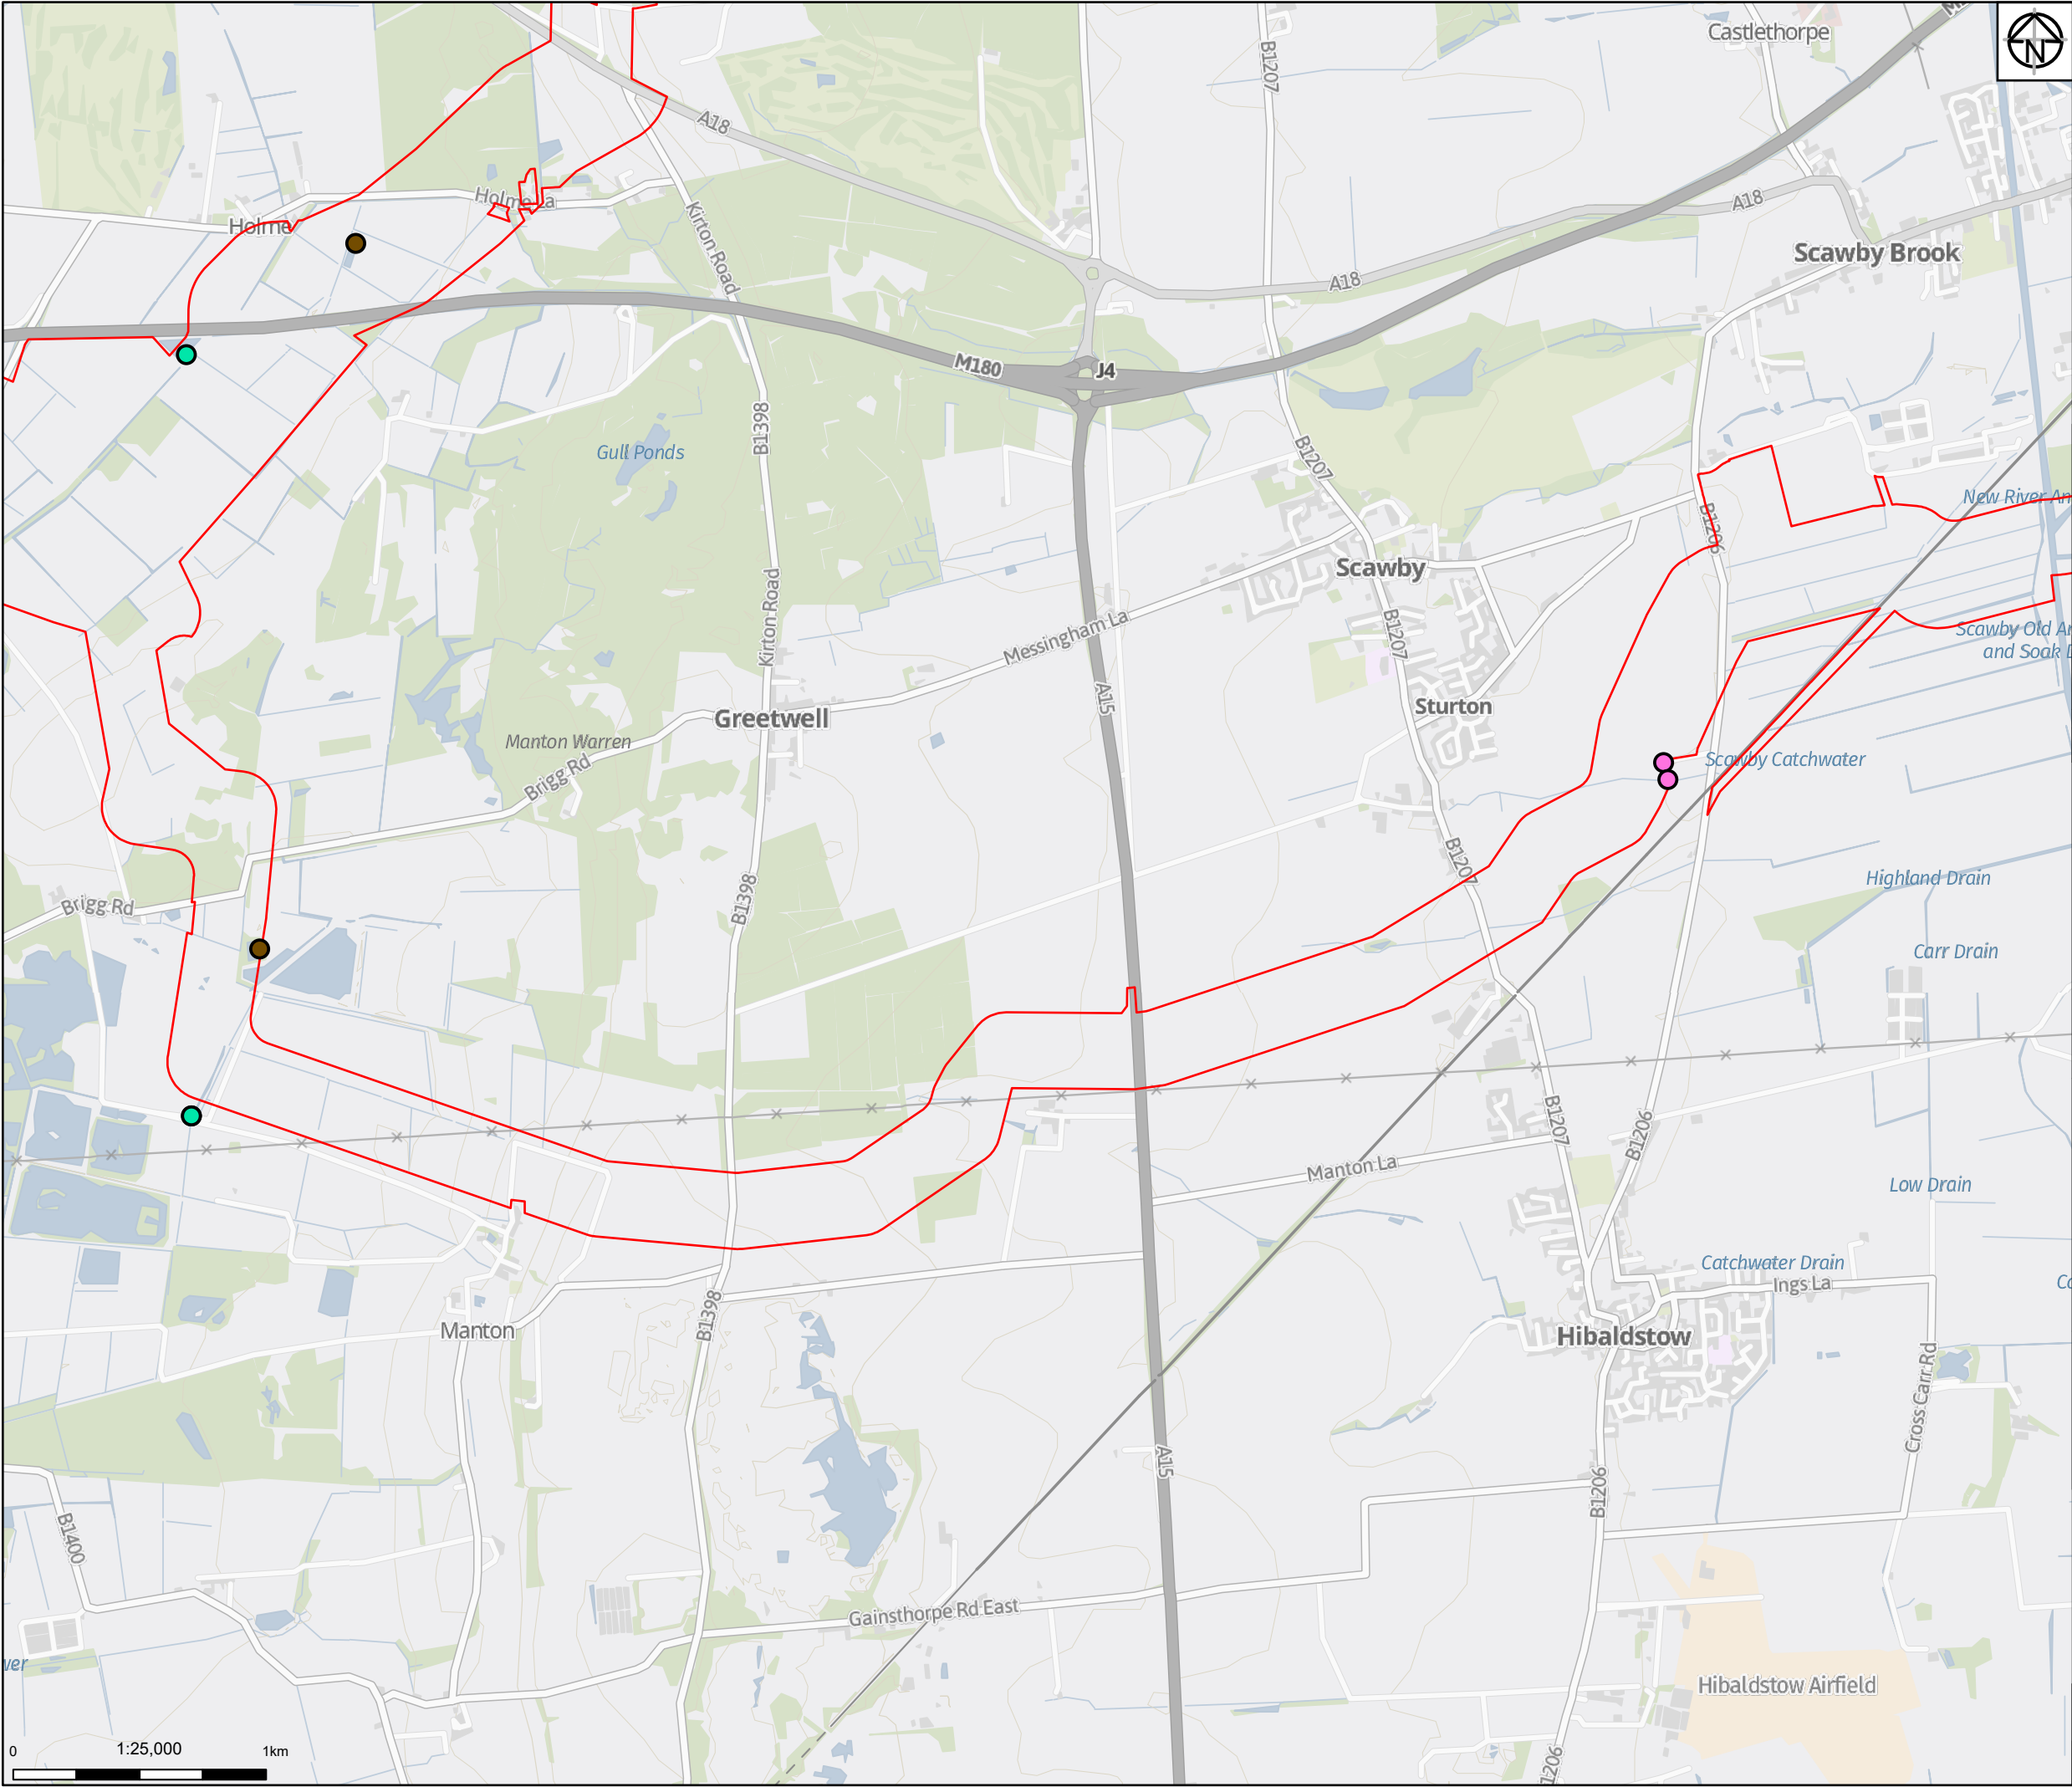 Castlethorpe
N
B1207
A18
Holme La
Holme
A18
Kirton Road
Scawby Brook
A18
M180
J4
B1398
Gull Ponds
B1207
New River An
B1206
Scawby
Kirton Road
Messingham La
B1207
Scawby Old An
and Soak D
A15
Sturton
Greetwell
Manton Warren
Scawby Catchwater
Brigg Rd
B1207
Highland Drain
B1398
Brigg Rd
Carr Drain
B1207
B1206
Manton La
Low Drain
Catchwater Drain
Ings La
B1398
Manton
Hibaldstow
Cross Carr Rd
A15
B1206
B1400
Gainsthorpe Rd East
ver
Hibaldstow Airfield
0
1:25,000
1km
1206